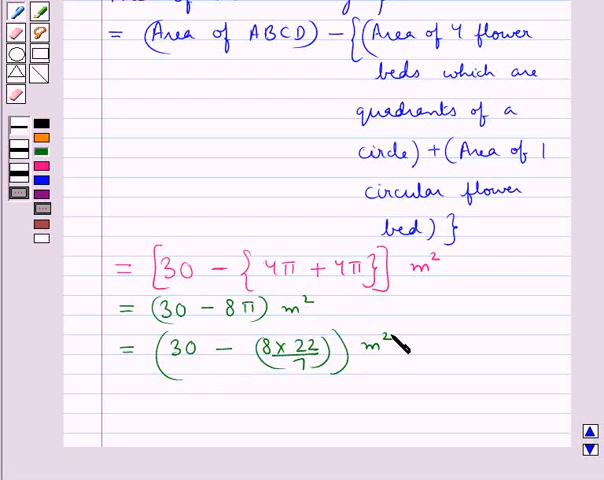 = (Area of ABCD) - {(Area of 4 flower
beds which are
quadrants of a
circle) + (Area of 1
circular flower
bed) }
= [30 - { 4π + 4π}] m²
= (30 - 8π) m²
= (30 - (8 × 22/7)) m²